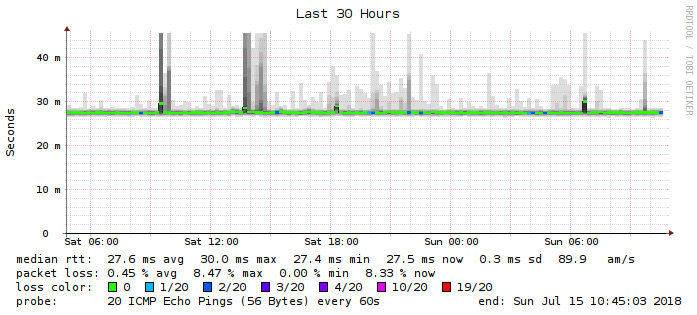 Last 30 Hours
RRDTOOL / TOBI OETIKER
Seconds
40 m
30 m
20 m
10 m
0
Sat 06:00 Sat 12:00 Sat 18:00 Sun 00:00 Sun 06:00
median rtt: 27.6 ms avg 30.0 ms max 27.4 ms min 27.5 ms now 0.3 ms sd 89.9 am/s
packet loss: 0.45 % avg 8.47 % max 0.00 % min 8.33 % now
loss color: 0 1/20 2/20 3/20 4/20 10/20 19/20
probe: 20 ICMP Echo Pings (56 Bytes) every 60s end: Sun Jul 15 10:45:03 2018